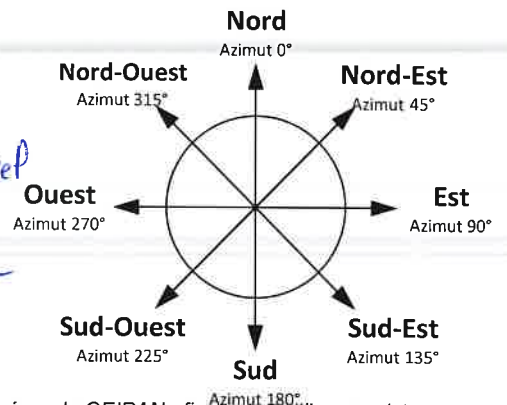 Nord
Azimut 0°
Nord-Ouest
Azimut 315°
Nord-Est
Azimut 45°
Ouest
Azimut 270°
Est
Azimut 90°
Sud-Ouest
Azimut 225°
Sud-Est
Azimut 135°
Sud
Azimut 180°
GEIPAN